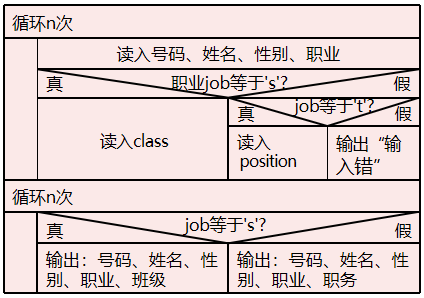 循环n次
读入号码、姓名、性别、职业
真
职业job等于's'?
假
读入class
真
job等于't'?
假
读入
position
输出“输
入错”
循环n次
真
job等于's'?
假
输出：号码、姓名、性
别、职业、班级
输出：号码、姓名、性
别、职业、职务